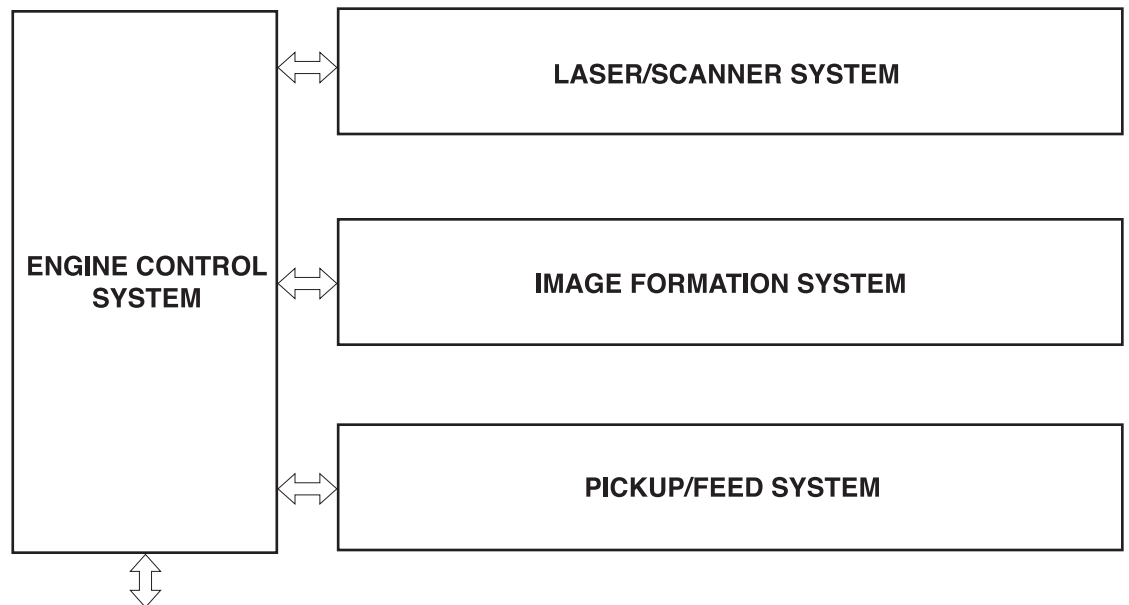 LASER/SCANNER SYSTEM
ENGINE CONTROL
SYSTEM
IMAGE FORMATION SYSTEM
PICKUP/FEED SYSTEM